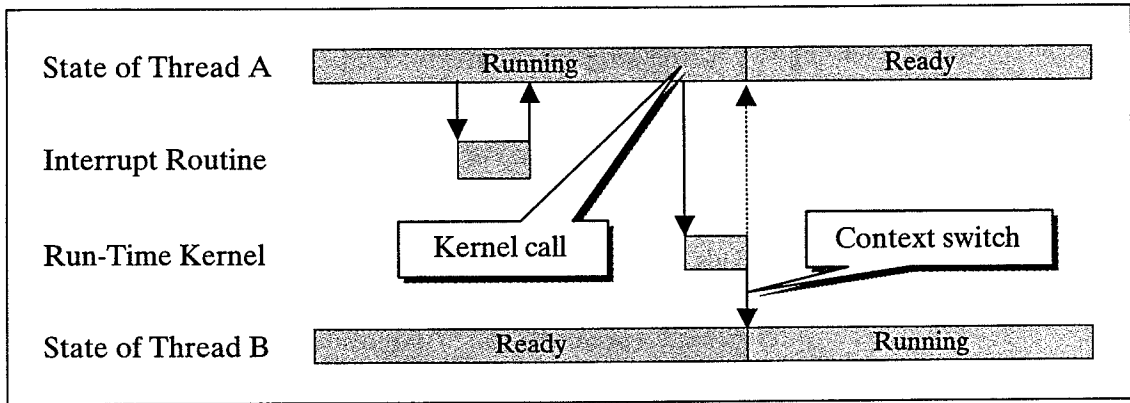 State of Thread A
Running
Ready
Interrupt Routine
Run-Time Kernel
Kernel call
Context switch
State of Thread B
Ready
Running